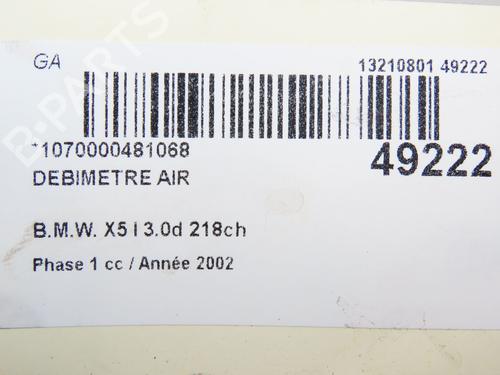 GA
13210801 49222
*1070000481068
49222
DEBIMETRE AIR
B.M.W. X5 I 3.0d 218ch
Phase 1 cc / Année 2002
B-PARTS